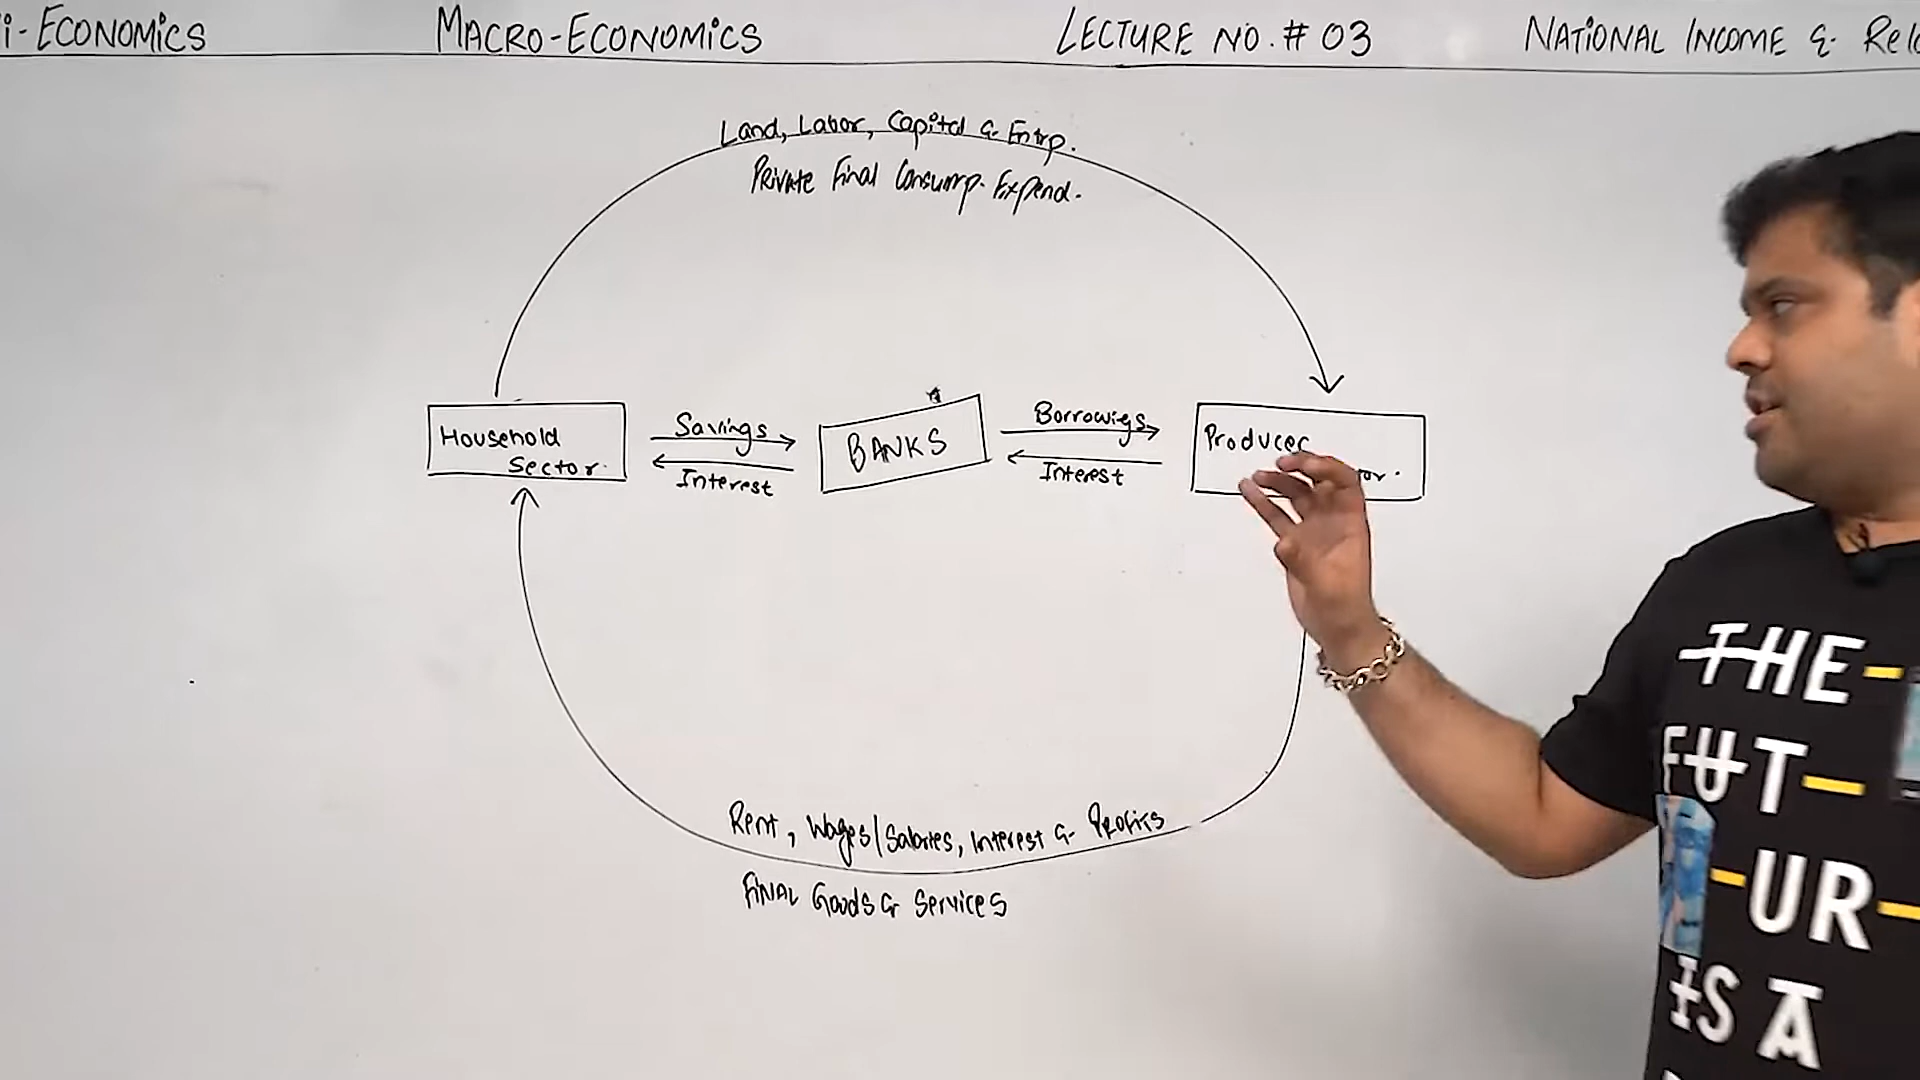 i-ECONOMICS MACRO-ECONOMICS LECTURE NO. # 03 NATIONAL INCOME &
Land, Labor, Capital & Entrp.
Private Final Consump. Expend.
Household
Sector.
Savings
Interest
BANKS
Borrowigs
Interest
Producer
Rent, Wages/Salaries, Interest & Profits
FINAL Goods & Services
THE-
FUT-
-UR-
IS A